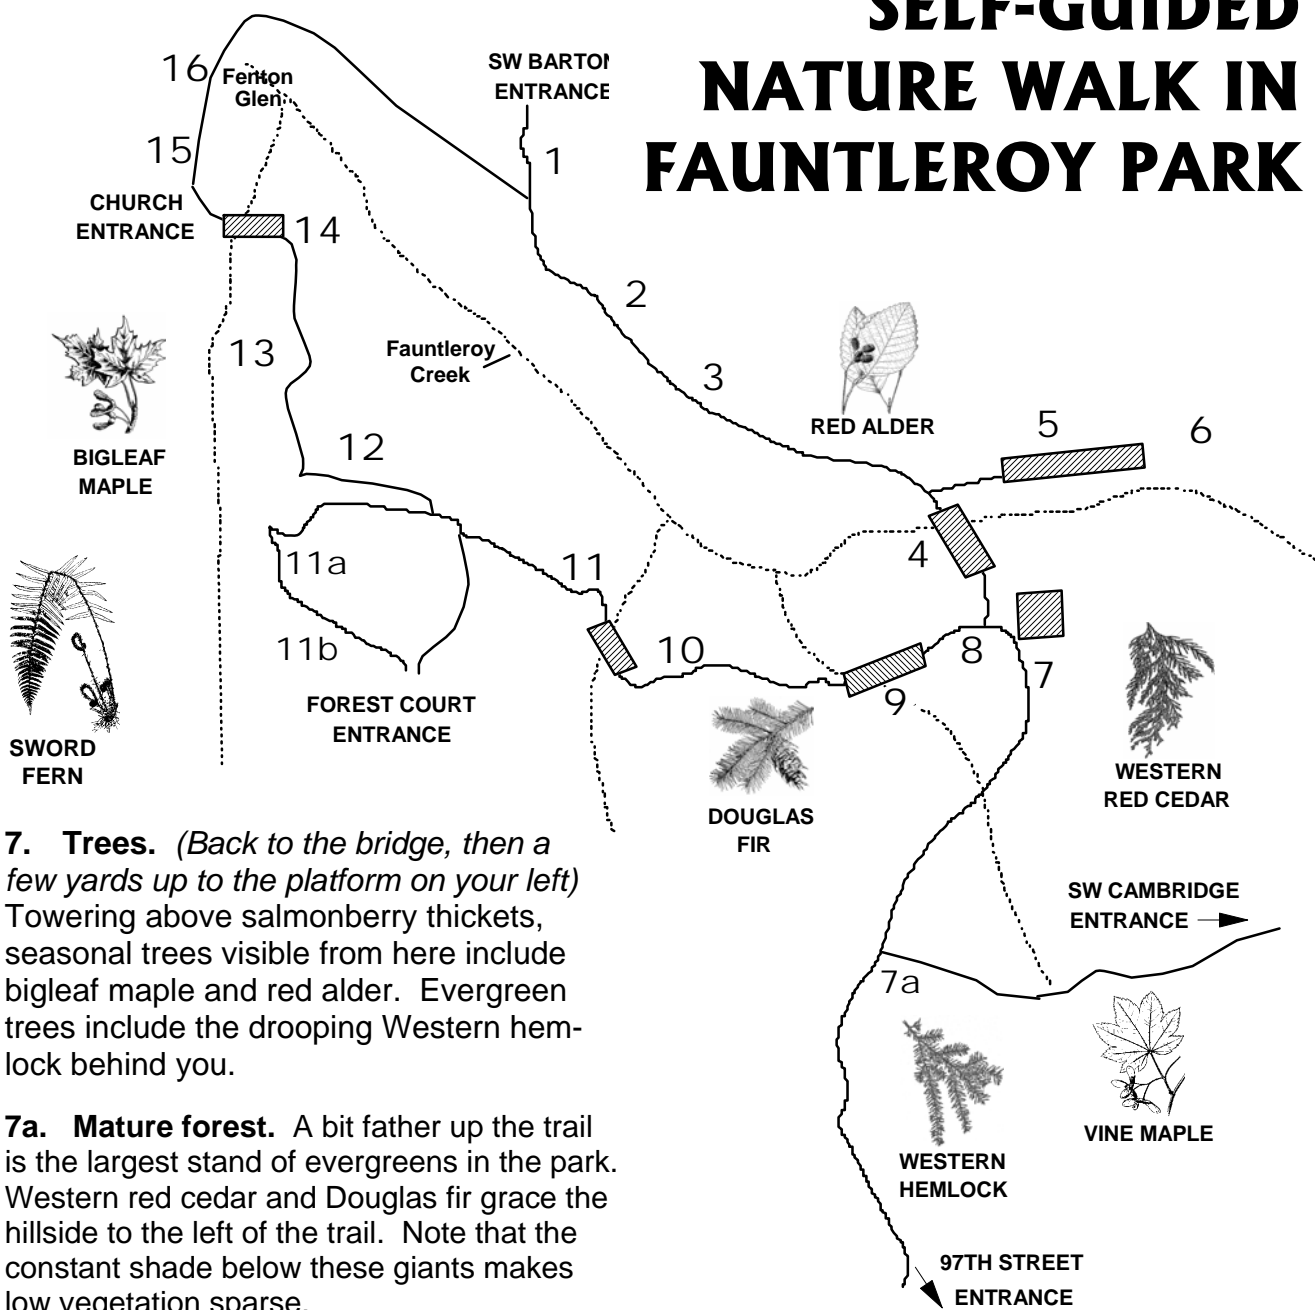 SELF-GUIDED
NATURE WALK IN
FAUNTLEROY PARK
16
Fenton
Glen
SW BARTON
ENTRANCE
15
1
CHURCH
ENTRANCE
14
2
13
Fauntleroy
Creek
3
RED ALDER
5
6
BIGLEAF
MAPLE
12
4
11a
11
11b
10
8
7
9
FOREST COURT
ENTRANCE
SWORD
FERN
WESTERN
RED CEDAR
DOUGLAS
FIR
7. Trees. (Back to the bridge, then a
few yards up to the platform on your left)
Towering above salmonberry thickets,
seasonal trees visible from here include
bigleaf maple and red alder. Evergreen
trees include the drooping Western hem-
lock behind you.
7a. Mature forest. A bit father up the trail
is the largest stand of evergreens in the park.
Western red cedar and Douglas fir grace the
hillside to the left of the trail. Note that the
constant shade below these giants makes
low vegetation sparse.
SW CAMBRIDGE
ENTRANCE
7a
VINE MAPLE
WESTERN
HEMLOCK
97TH STREET
ENTRANCE